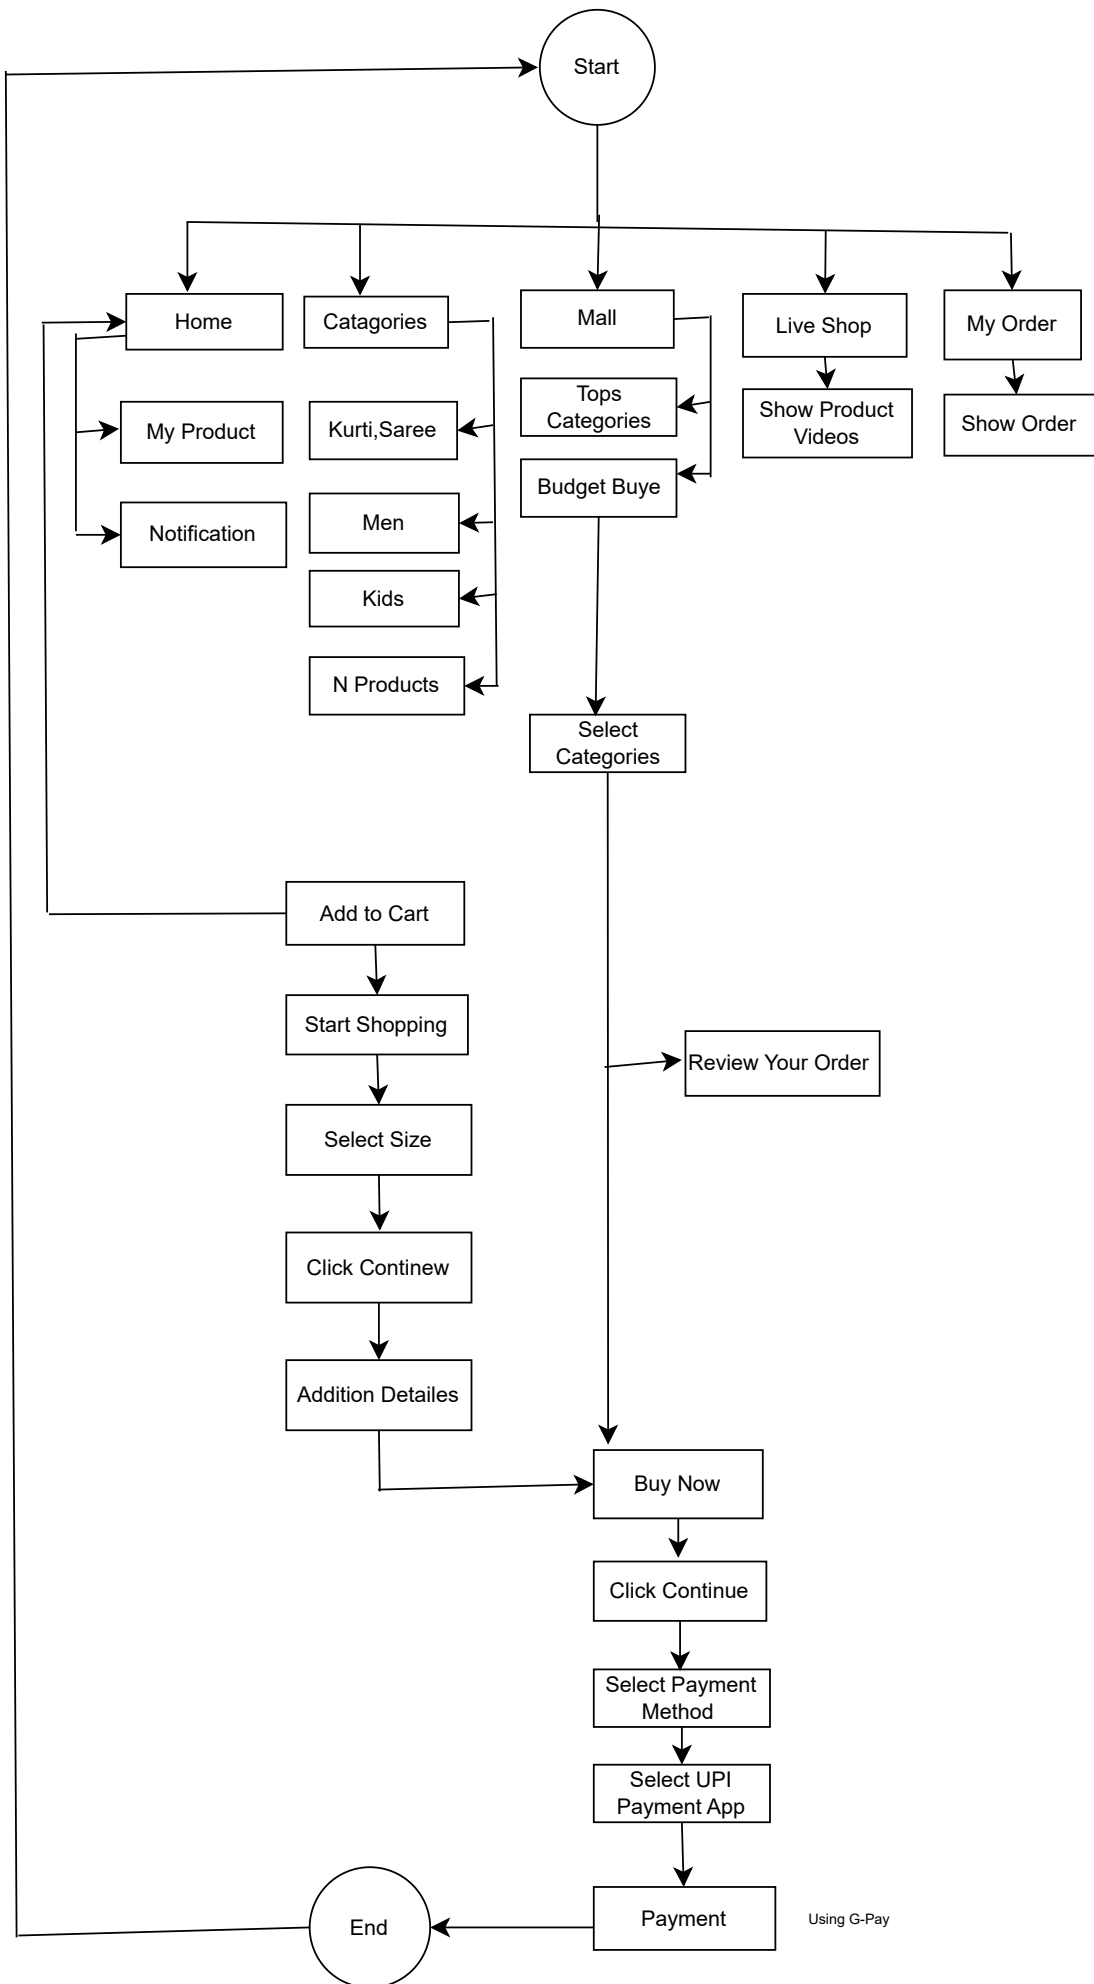 Start
Home
Catagories
Mall
Live Shop
My Order
My Product
Kurti,Saree
Tops
Categories
Show Product
Videos
Show Order
Budget Buye
Notification
Men
Kids
N Products
Select
Categories
Add to Cart
Start Shopping
Review Your Order
Select Size
Click Continew
Addition Detailes
Buy Now
Click Continue
Select Payment
Method
Select UPI
Payment App
Payment
Using G-Pay
End